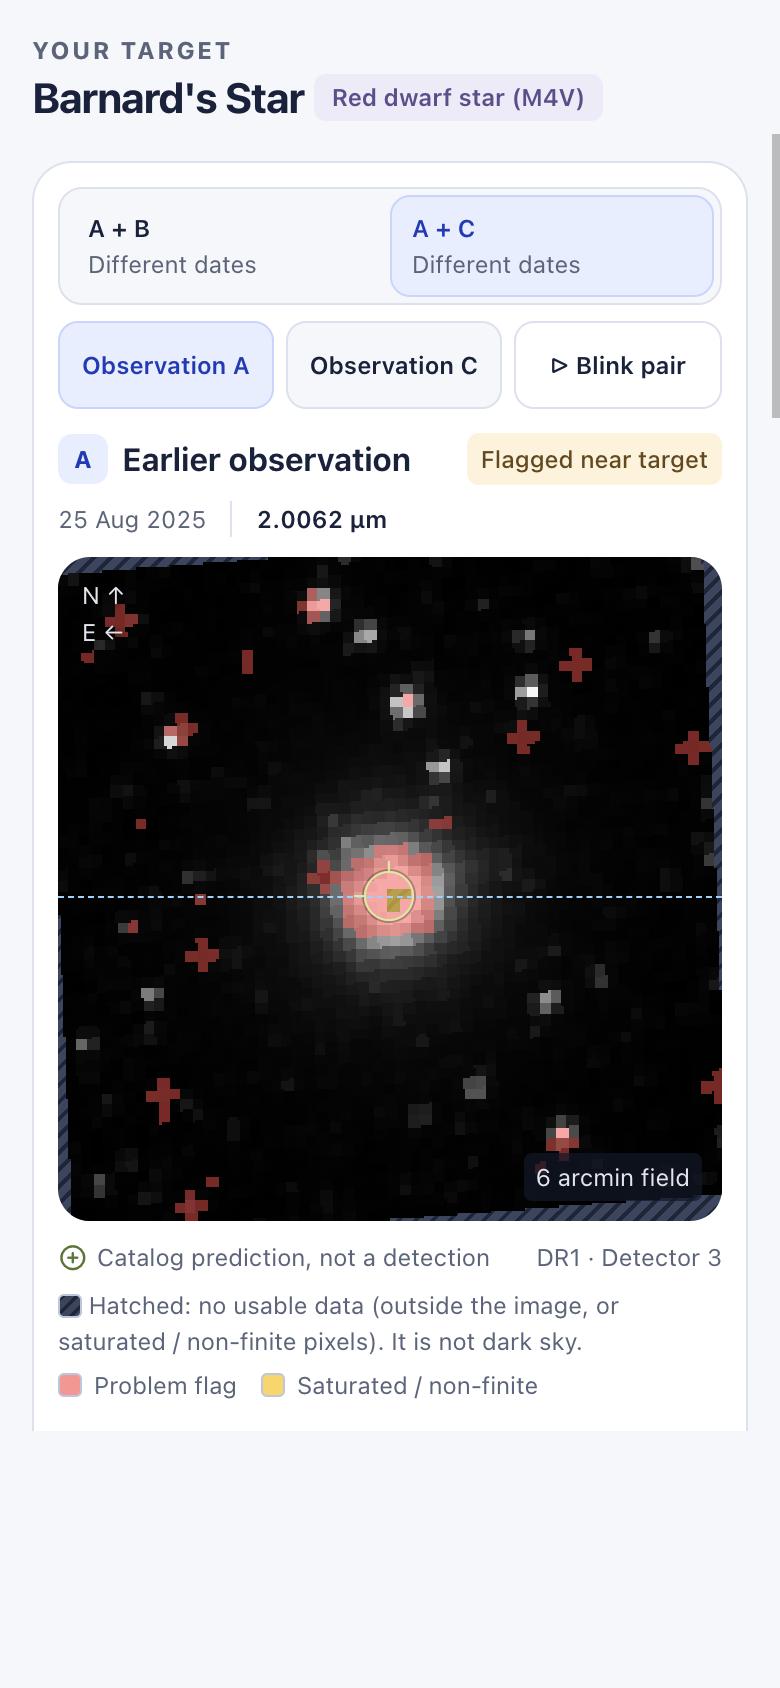 YOUR TARGET
Barnard's Star
Red dwarf star (M4V)
A + B
Different dates
A + C
Different dates
Observation A
Observation C
Blink pair
A
Earlier observation
Flagged near target
25 Aug 2025
2.0062 µm
N ↑
E ←
6 arcmin field
Catalog prediction, not a detection
DR1 · Detector 3
Hatched: no usable data (outside the image, or
saturated / non-finite pixels). It is not dark sky.
Problem flag
Saturated / non-finite